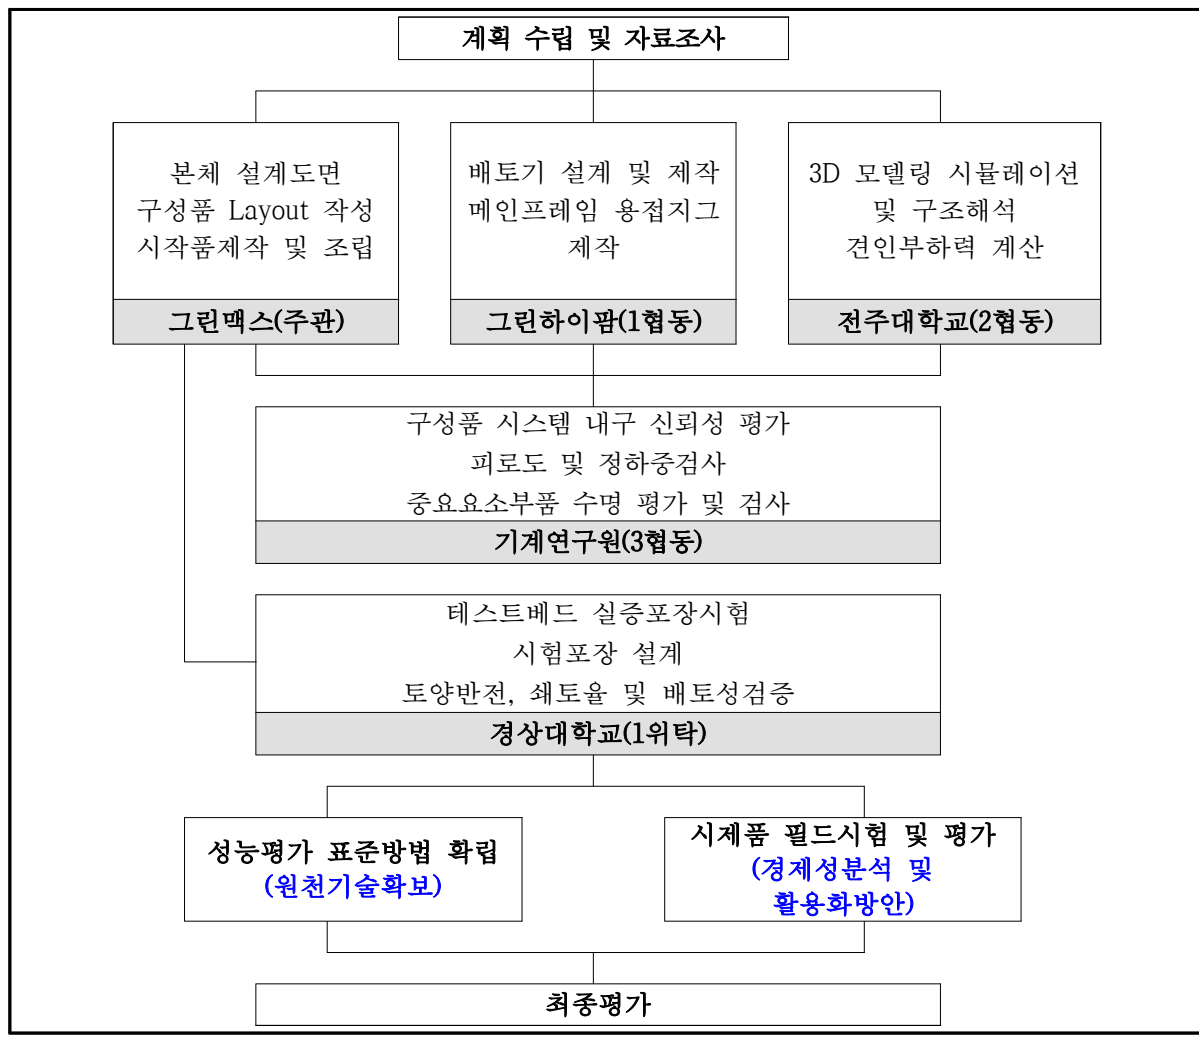 계획 수립 및 자료조사
본체 설계도면
구성품 Layout 작성
시작품제작 및 조립
그린맥스(주관)
배토기 설계 및 제작
메인프레임 용접지그
제작
그린하이팜(1협동)
3D 모델링 시뮬레이션
및 구조해석
견인부하력 계산
전주대학교(2협동)
구성품 시스템 내구 신뢰성 평가
피로도 및 정하중검사
중요요소부품 수명 평가 및 검사
기계연구원(3협동)
테스트베드 실증포장시험
시험포장 설계
토양반전, 쇄토율 및 배토성검증
경상대학교(1위탁)
성능평가 표준방법 확립
(원천기술확보)
시제품 필드시험 및 평가
(경제성분석 및
활용화방안)
최종평가